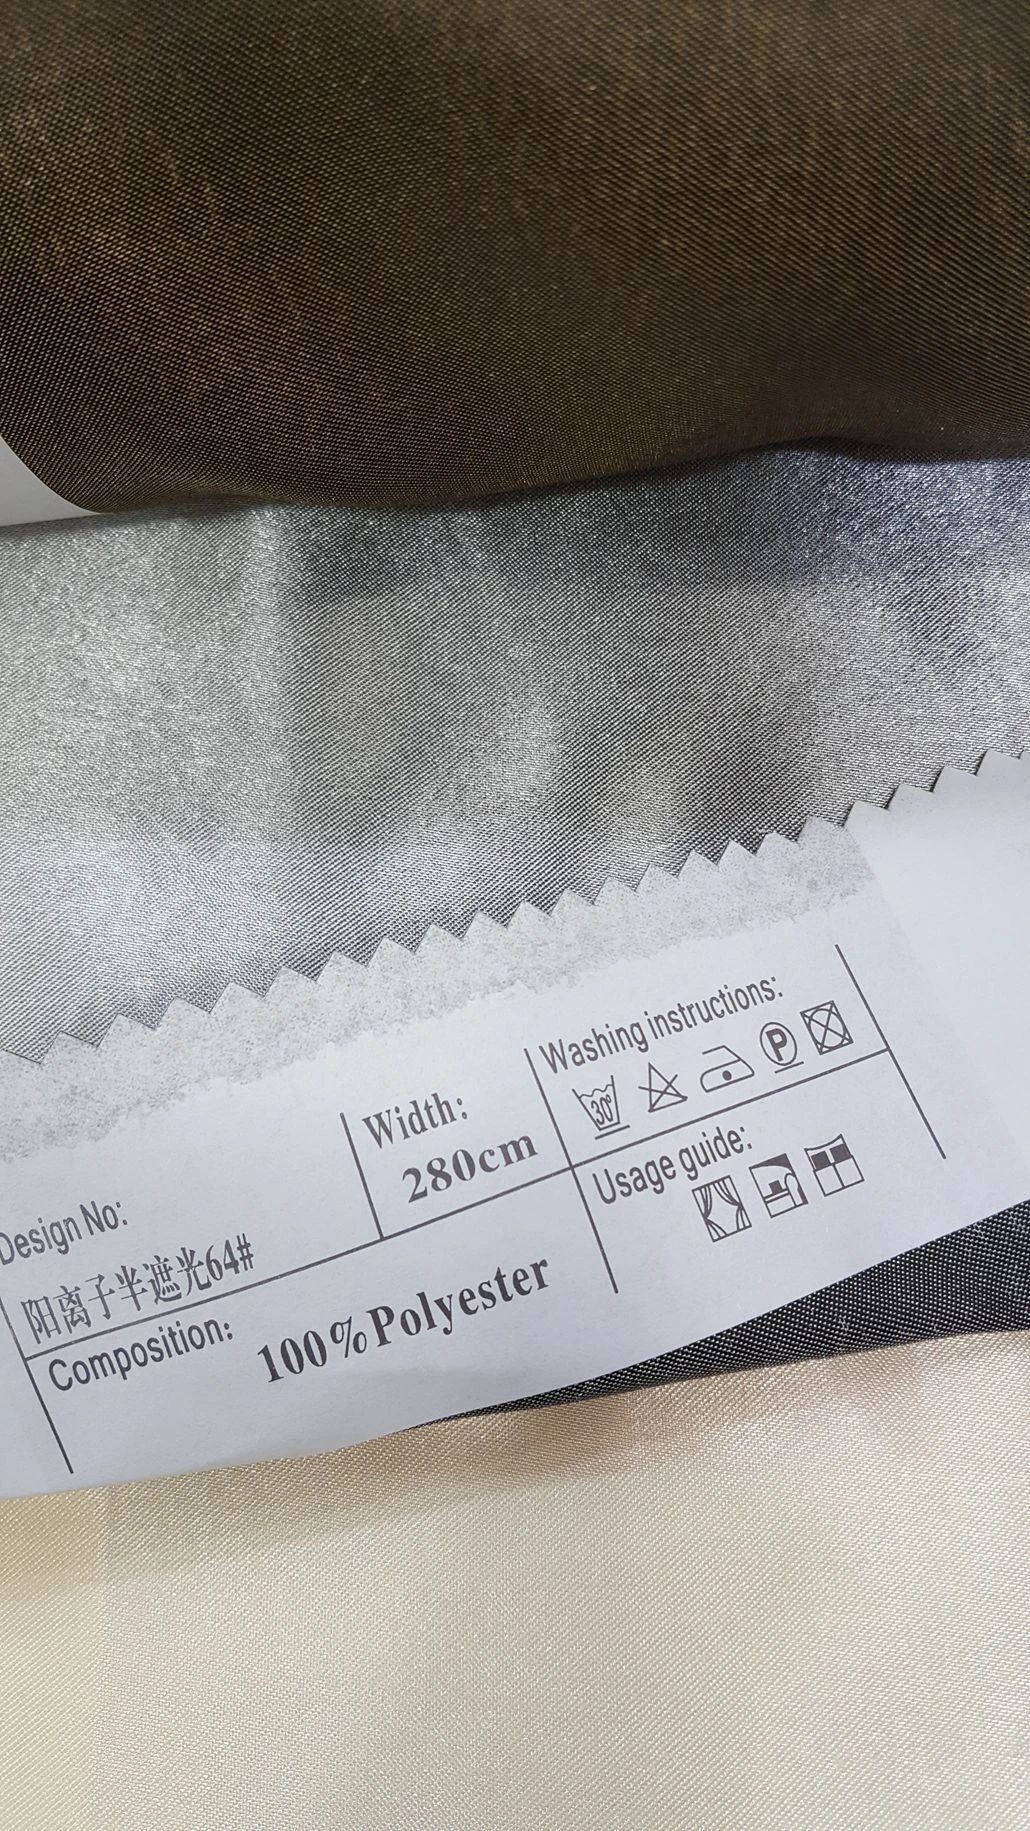 Design No:
阳离子半遮光64#
Width:
280cm
Washing instructions:
30°
P
Composition:
100%Polyester
Usage guide: